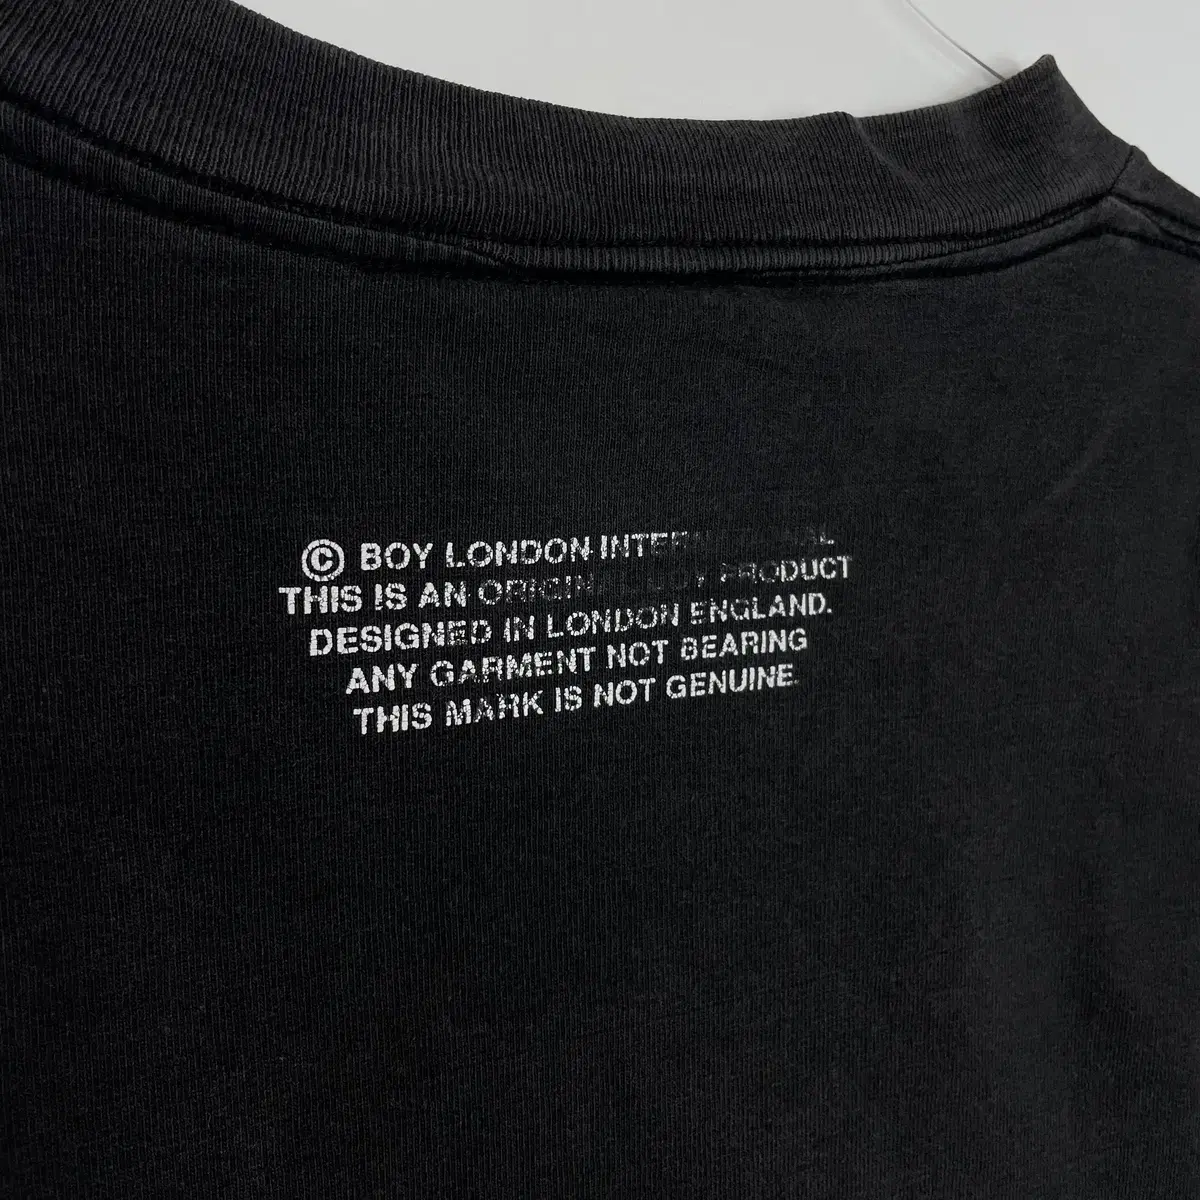 © BOY LONDON INTERNATIONAL
THIS IS AN ORIGINAL BOY PRODUCT
DESIGNED IN LONDON ENGLAND.
ANY GARMENT NOT BEARING
THIS MARK IS NOT GENUINE.